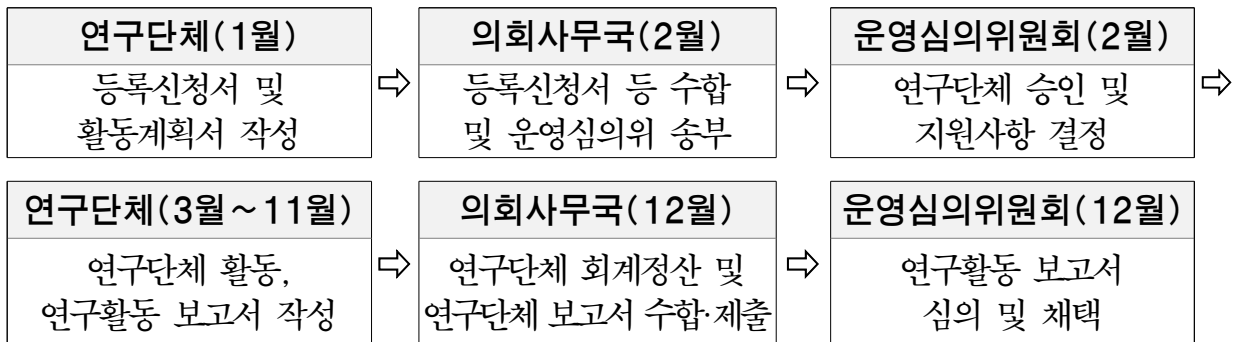 연구단체(1월)
등록신청서 및
활동계획서 작성
⇨
의회사무국(2월)
등록신청서 등 수합
및 운영심의위 송부
⇨
운영심의위원회(2월)
연구단체 승인 및
지원사항 결정
⇨
연구단체(3월~11월)
연구단체 활동,
연구활동 보고서 작성
⇨
의회사무국(12월)
연구단체 회계정산 및
연구단체 보고서 수합·제출
⇨
운영심의위원회(12월)
연구활동 보고서
심의 및 채택